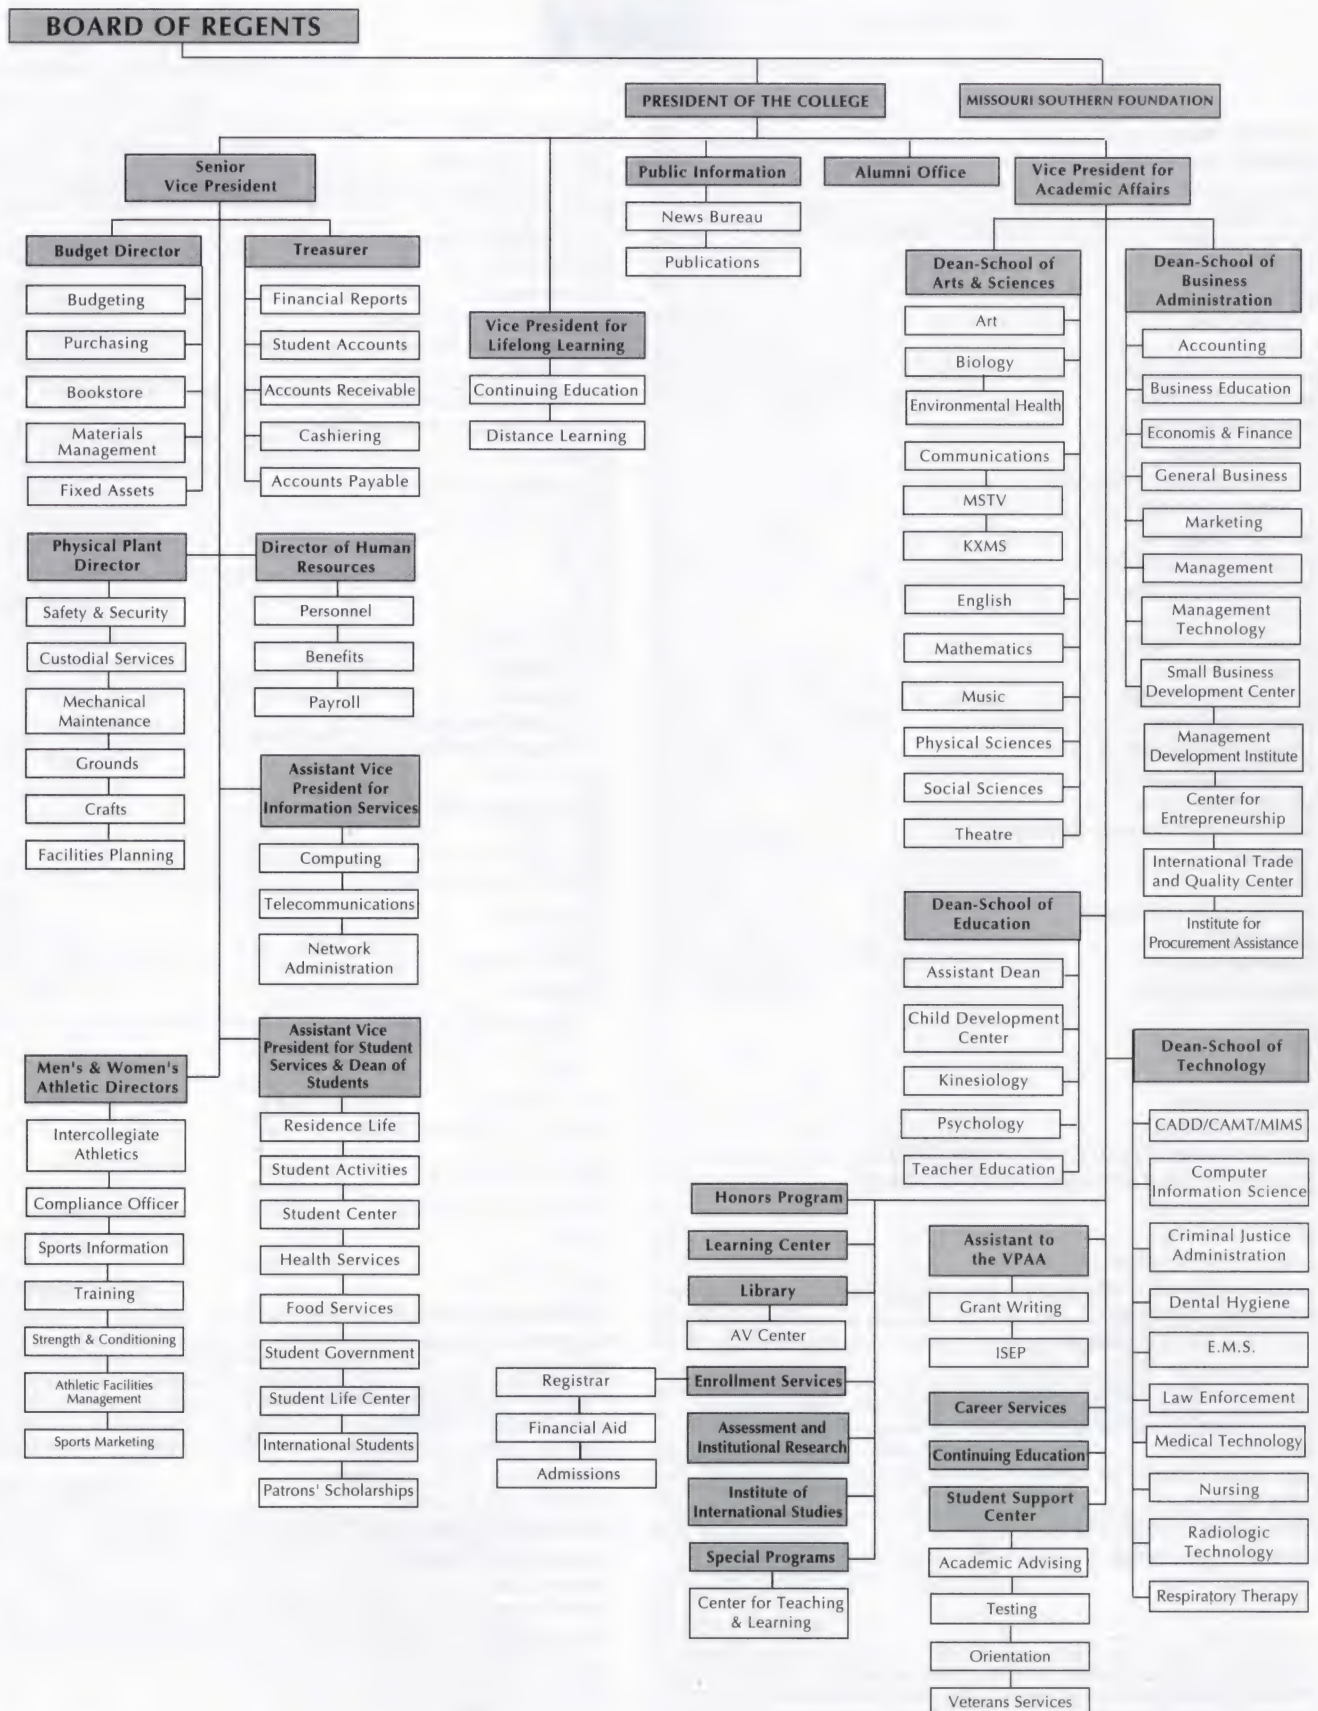 BOARD OF REGENTS
PRESIDENT OF THE COLLEGE
MISSOURI SOUTHERN FOUNDATION
Senior
Vice President
Public Information
News Bureau
Publications
Alumni Office
Vice President for
Academic Affairs
Budget Director
Budgeting
Purchasing
Bookstore
Materials
Management
Fixed Assets
Treasurer
Financial Reports
Student Accounts
Accounts Receivable
Cashiering
Accounts Payable
Vice President for
Lifelong Learning
Continuing Education
Distance Learning
Physical Plant
Director
Safety & Security
Custodial Services
Mechanical
Maintenance
Grounds
Crafts
Facilities Planning
Director of Human
Resources
Personnel
Benefits
Payroll
Assistant Vice
President for
Information Services
Computing
Telecommunications
Network
Administration
Men's & Women's
Athletic Directors
Intercollegiate
Athletics
Compliance Officer
Sports Information
Training
Strength & Conditioning
Athletic Facilities
Management
Sports Marketing
Assistant Vice
President for Student
Services & Dean of
Students
Residence Life
Student Activities
Student Center
Health Services
Food Services
Student Government
Student Life Center
International Students
Patrons' Scholarships
Dean-School of
Arts & Sciences
Art
Biology
Environmental Health
Communications
MSTV
KXMS
English
Mathematics
Music
Physical Sciences
Social Sciences
Theatre
Dean-School of
Business
Administration
Accounting
Business Education
Economis & Finance
General Business
Marketing
Management
Management
Technology
Small Business
Development Center
Management
Development Institute
Center for
Entrepreneurship
International Trade
and Quality Center
Institute for
Procurement Assistance
Dean-School of
Education
Assistant Dean
Child Development
Center
Kinesiology
Psychology
Teacher Education
Dean-School of
Technology
CADD/CAMT/MIMS
Computer
Information Science
Criminal Justice
Administration
Dental Hygiene
E.M.S.
Law Enforcement
Medical Technology
Nursing
Radiologic
Technology
Respiratory Therapy
Honors Program
Learning Center
Library
AV Center
Enrollment Services
Registrar
Financial Aid
Admissions
Assessment and
Institutional Research
Institute of
International Studies
Special Programs
Center for Teaching
& Learning
Assistant to
the VPAA
Grant Writing
ISEP
Career Services
Continuing Education
Student Support
Center
Academic Advising
Testing
Orientation
Veterans Services